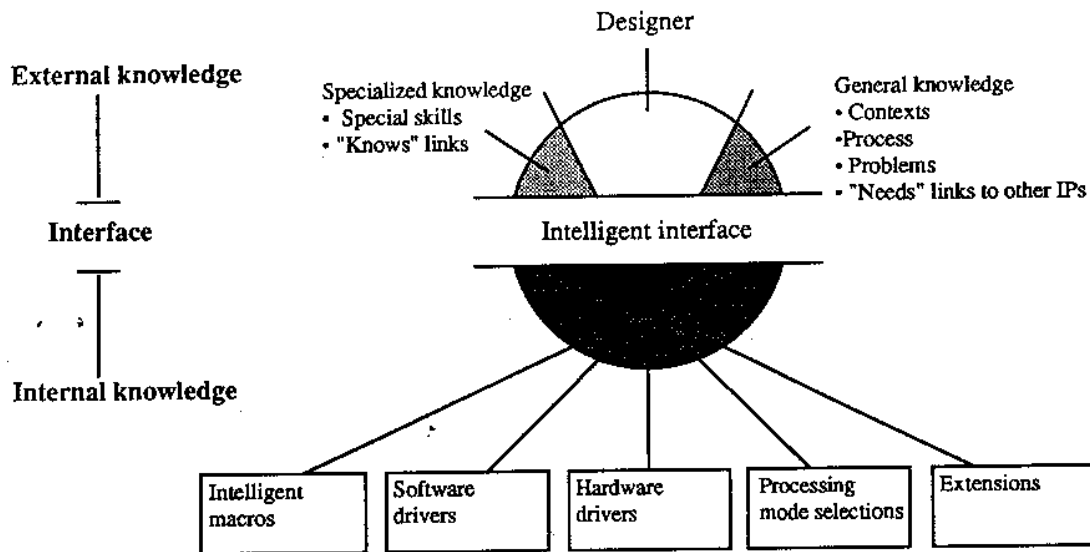 Designer
External knowledge
Specialized knowledge
• Special skills
• "Knows" links
General knowledge
• Contexts
•Process
• Problems
• "Needs" links to other IPs
Interface
Intelligent interface
Internal knowledge
Intelligent
macros
Software
drivers
Hardware
drivers
Processing
mode selections
Extensions